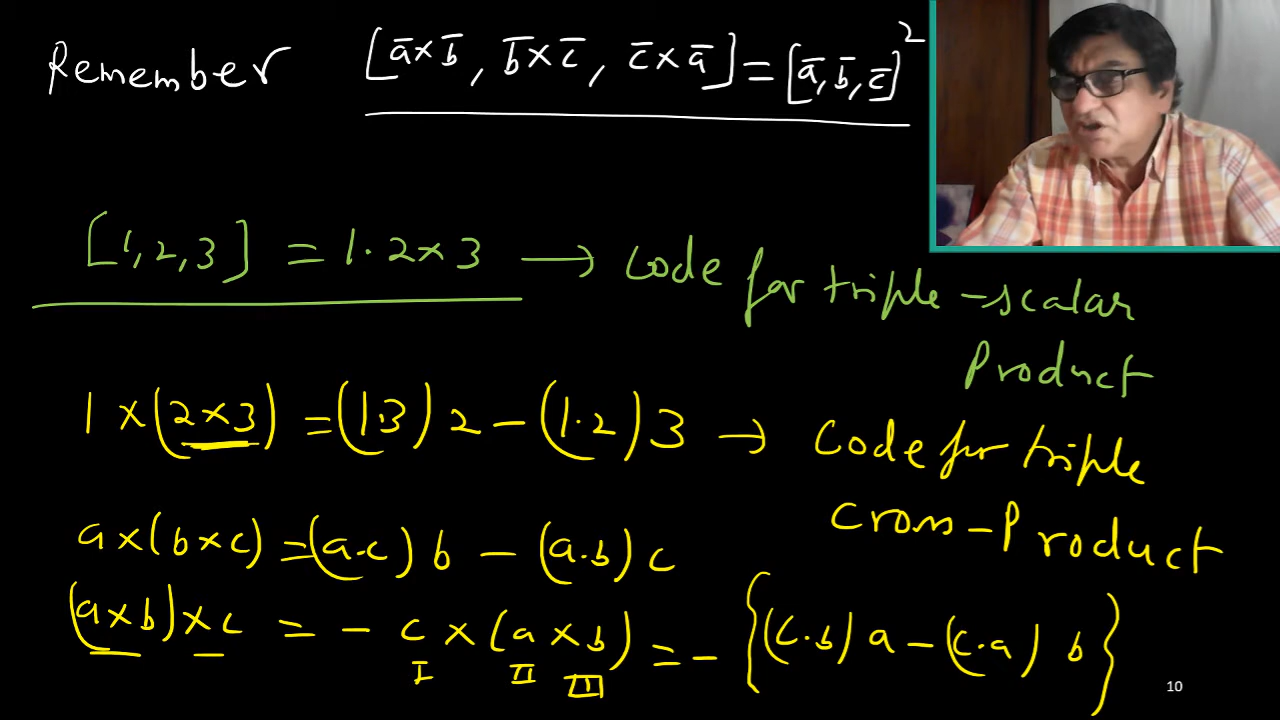 Remember [a̅×b̅, b̅×c̅, c̅×a̅] = [a̅, b̅, c̅]²
[1,2,3] = 1·2×3 → Code for triple-scalar
Product
1×(2×3) = (1·3) 2 – (1·2) 3 → Code for triple
Cross-Product
a×(b×c) = (a·c) b – (a·b) c
(a×b)×c = – c×(a×b) = – {(c·b) a – (c·a) b}
I II III
10